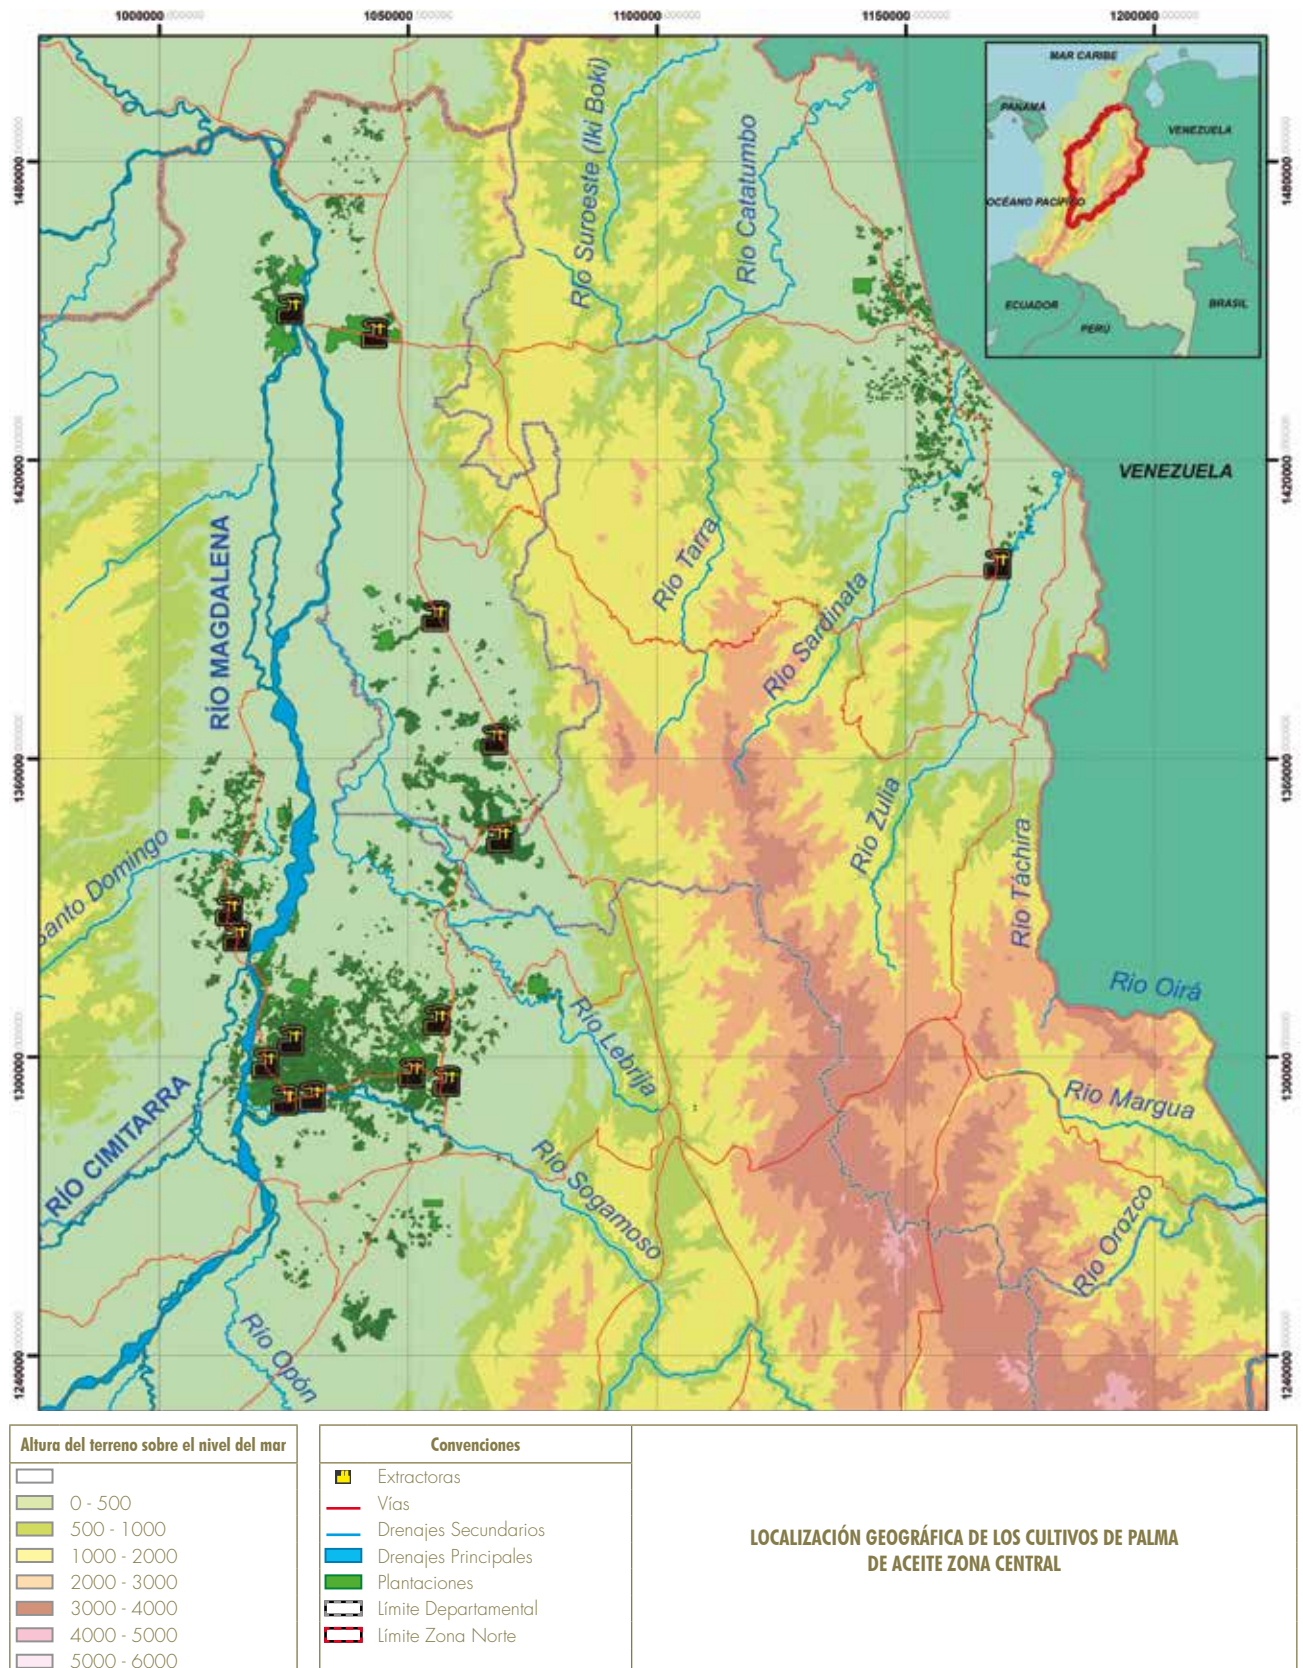 1000000
1050000
1100000
1150000
1200000
MAR CARIBE
PANAMÁ
VENEZUELA
OCÉANO PACÍFICO
ECUADOR
BRASIL
PERÚ
1480000
1480000
Río Suroeste (Iki Boki)
Río Catatumbo
1420000
1420000
VENEZUELA
RÍO MAGDALENA
Río Tarra
Río Sardinata
1360000
1360000
Río Zulia
Río Táchira
Santo Domingo
Río Oirá
Río Lebrija
1300000
1300000
RÍO CIMITARRA
Río Margua
Río Sogamoso
Río Orozco
Río Opón
1240000
1240000
Altura del terreno sobre el nivel del mar
0 - 500
500 - 1000
1000 - 2000
2000 - 3000
3000 - 4000
4000 - 5000
5000 - 6000
Convenciones
Extractoras
Vías
Drenajes Secundarios
Drenajes Principales
Plantaciones
Límite Departamental
Límite Zona Norte
LOCALIZACIÓN GEOGRÁFICA DE LOS CULTIVOS DE PALMA
DE ACEITE ZONA CENTRAL